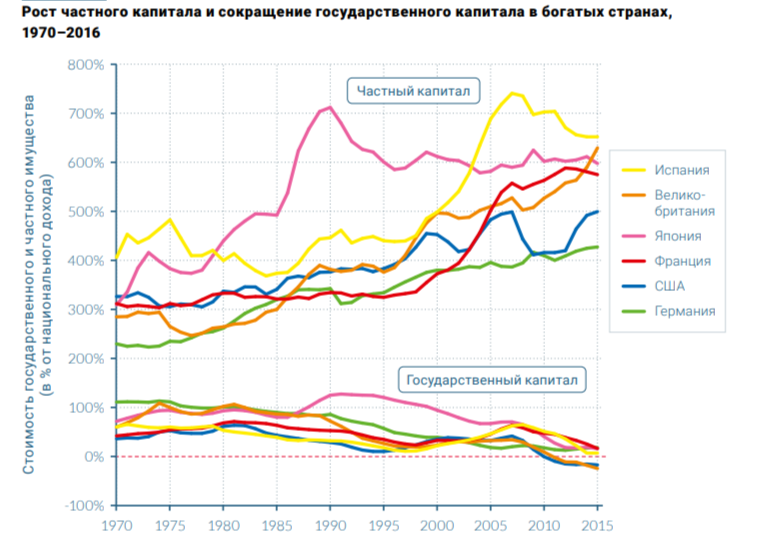 Рост частного капитала и сокращение государственного капитала в богатых странах,
1970–2016
Стоимость государственного и частного имущества
(в % от национального дохода)
800%
700%
600%
500%
400%
300%
200%
100%
0%
-100%
Частный капитал
Государственный капитал
Испания
Велико-
британия
Япония
Франция
США
Германия
1970 1975 1980 1985 1990 1995 2000 2005 2010 2015